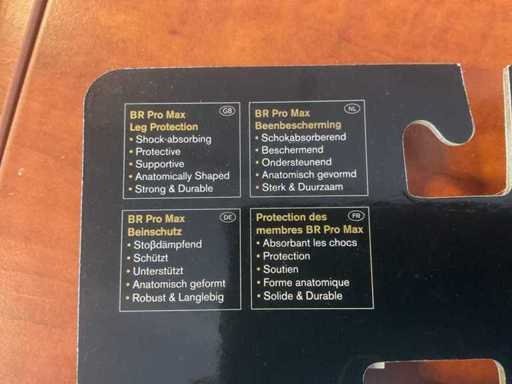 BR Pro Max GB
Leg Protection
• Shock-absorbing
• Protective
• Supportive
• Anatomically Shaped
• Strong & Durable
BR Pro Max NL
Beenbescherming
• Schokabsorberend
• Beschermend
• Ondersteunend
• Anatomisch gevormd
• Sterk & Duurzaam
BR Pro Max DE
Beinschutz
• Stoßdämpfend
• Schützt
• Unterstützt
• Anatomisch geformt
• Robust & Langlebig
Protection des FR
membres BR Pro Max
• Absorbant les chocs
• Protection
• Soutien
• Forme anatomique
• Solide & Durable